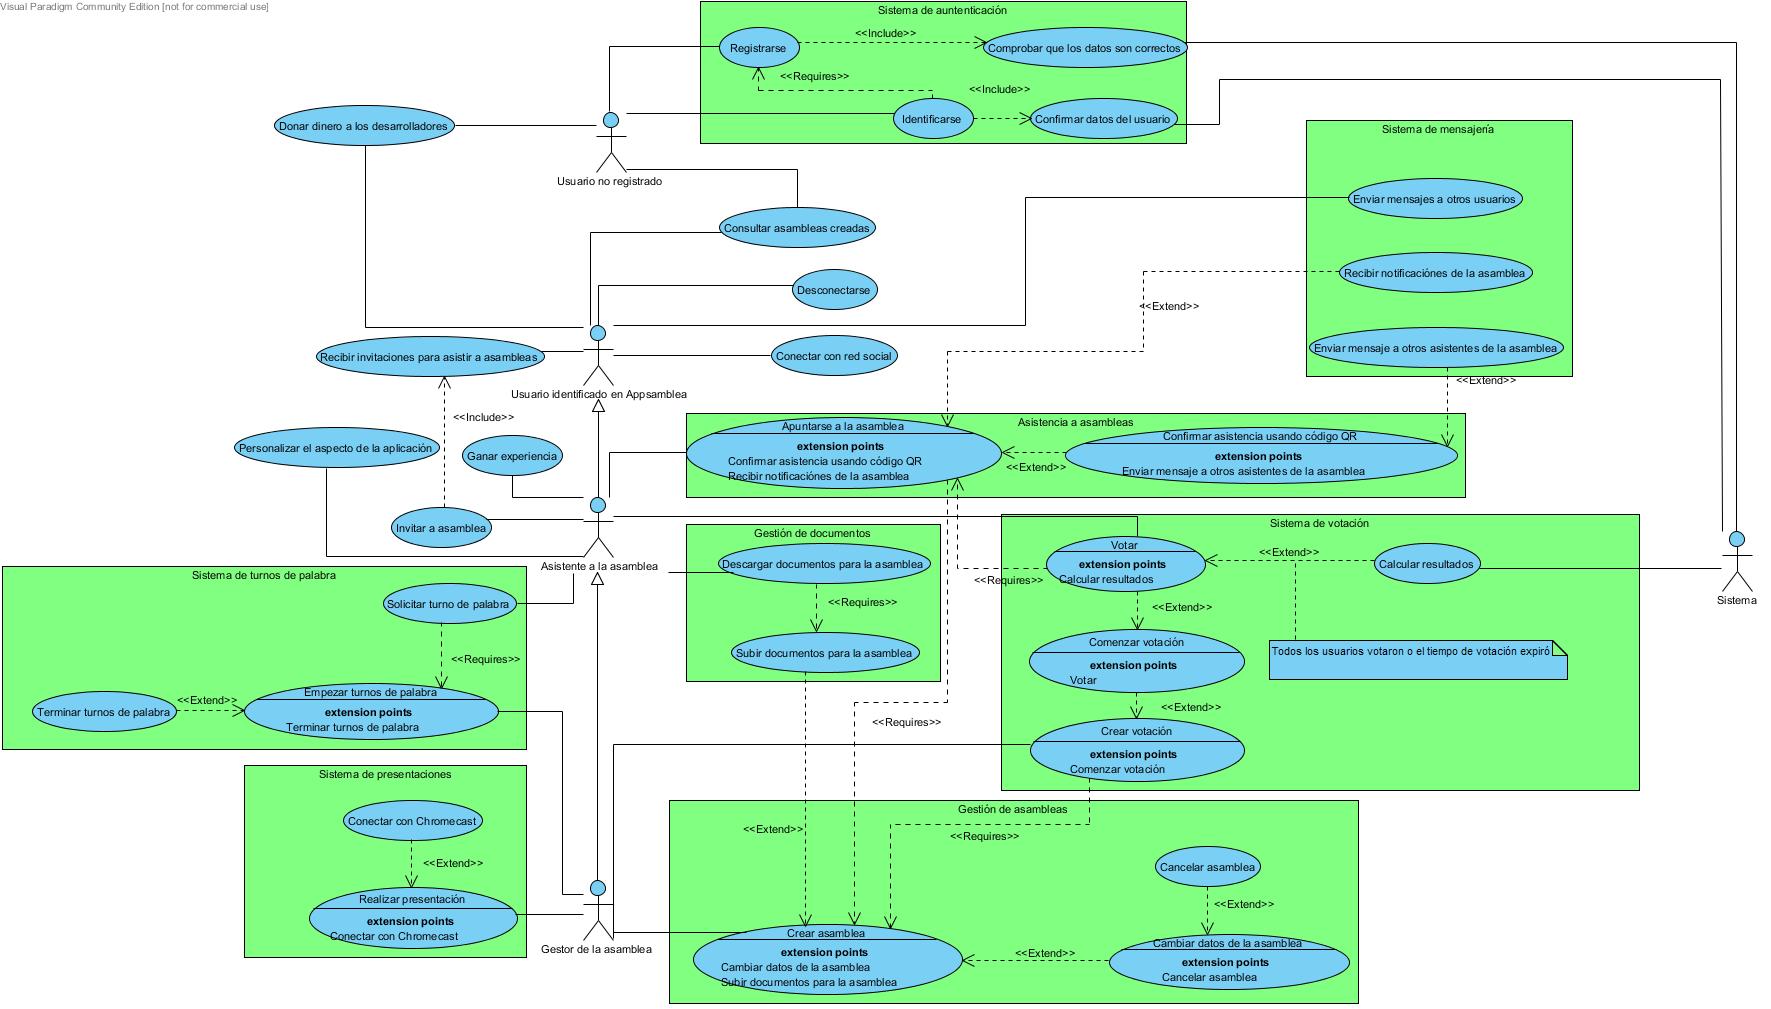 Visual Paradigm Community Edition [not for commercial use]
Sistema de auntenticación
Registrarse
<<Include>>
Comprobar que los datos son correctos
<<Requires>>
<<Include>>
Identificarse
Confirmar datos del usuario
Donar dinero a los desarrolladores
Usuario no registrado
Sistema de mensajería
Enviar mensajes a otros usuarios
Recibir notificaciónes de la asamblea
<<Extend>>
Enviar mensaje a otros asistentes de la asamblea
<<Extend>>
Consultar asambleas creadas
Desconectarse
Recibir invitaciones para asistir a asambleas
Conectar con red social
Usuario identificado en Appsamblea
<<Include>>
Personalizar el aspecto de la aplicación
Ganar experiencia
Invitar a asamblea
Asistencia a asambleas
Apuntarse a la asamblea
extension points
Confirmar asistencia usando código QR
Recibir notificaciónes de la asamblea
<<Extend>>
Confirmar asistencia usando código QR
extension points
Enviar mensaje a otros asistentes de la asamblea
Asistente a la asamblea
Gestión de documentos
Descargar documentos para la asamblea
<<Requires>>
Subir documentos para la asamblea
Sistema de votación
Votar
extension points
Calcular resultados
<<Requires>>
<<Extend>>
Calcular resultados
Sistema
<<Extend>>
Comenzar votación
extension points
Votar
Todos los usuarios votaron o el tiempo de votación expiró
<<Extend>>
Crear votación
extension points
Comenzar votación
Sistema de turnos de palabra
Solicitar turno de palabra
<<Requires>>
Terminar turnos de palabra
<<Extend>>
Empezar turnos de palabra
extension points
Terminar turnos de palabra
<<Requires>>
Sistema de presentaciones
Conectar con Chromecast
<<Extend>>
Realizar presentación
extension points
Conectar con Chromecast
Gestor de la asamblea
Gestión de asambleas
<<Extend>>
<<Requires>>
Cancelar asamblea
<<Extend>>
Crear asamblea
extension points
Cambiar datos de la asamblea
Subir documentos para la asamblea
<<Extend>>
Cambiar datos de la asamblea
extension points
Cancelar asamblea